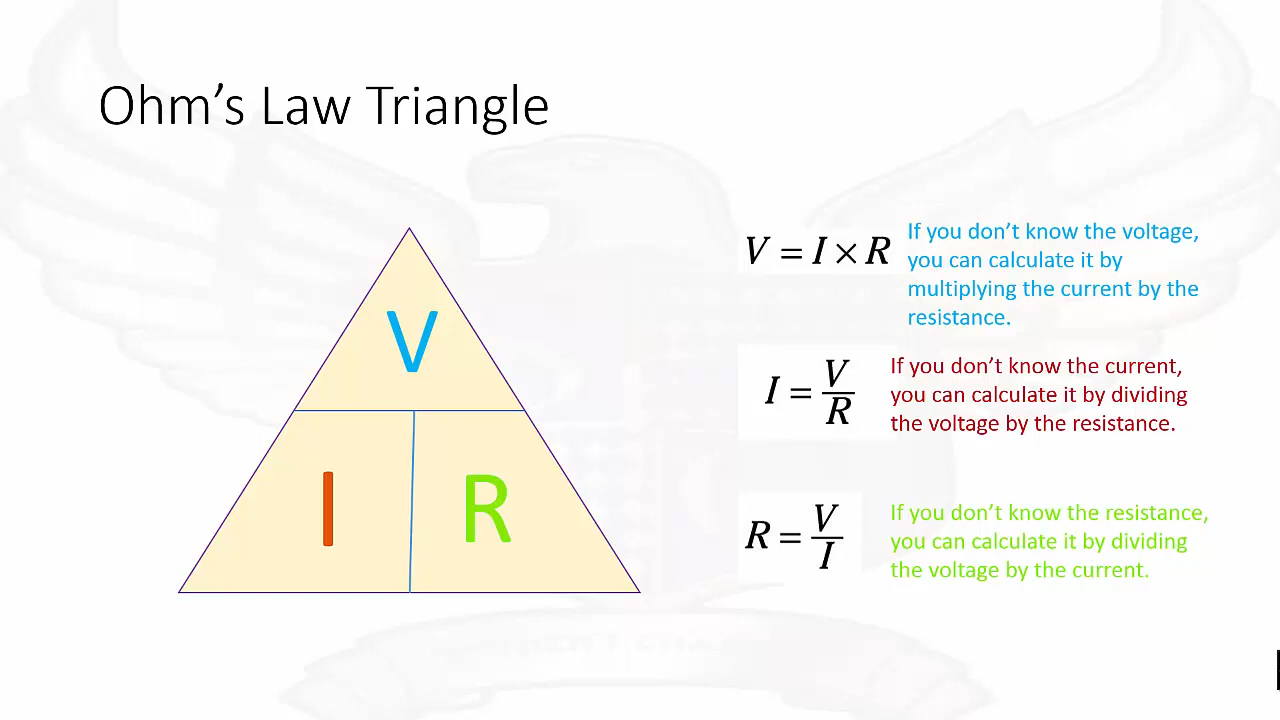 Ohm’s Law Triangle
V
I
R
V = I × R
If you don’t know the voltage,
you can calculate it by
multiplying the current by the
resistance.
I = V/R
If you don’t know the current,
you can calculate it by dividing
the voltage by the resistance.
R = V/I
If you don’t know the resistance,
you can calculate it by dividing
the voltage by the current.